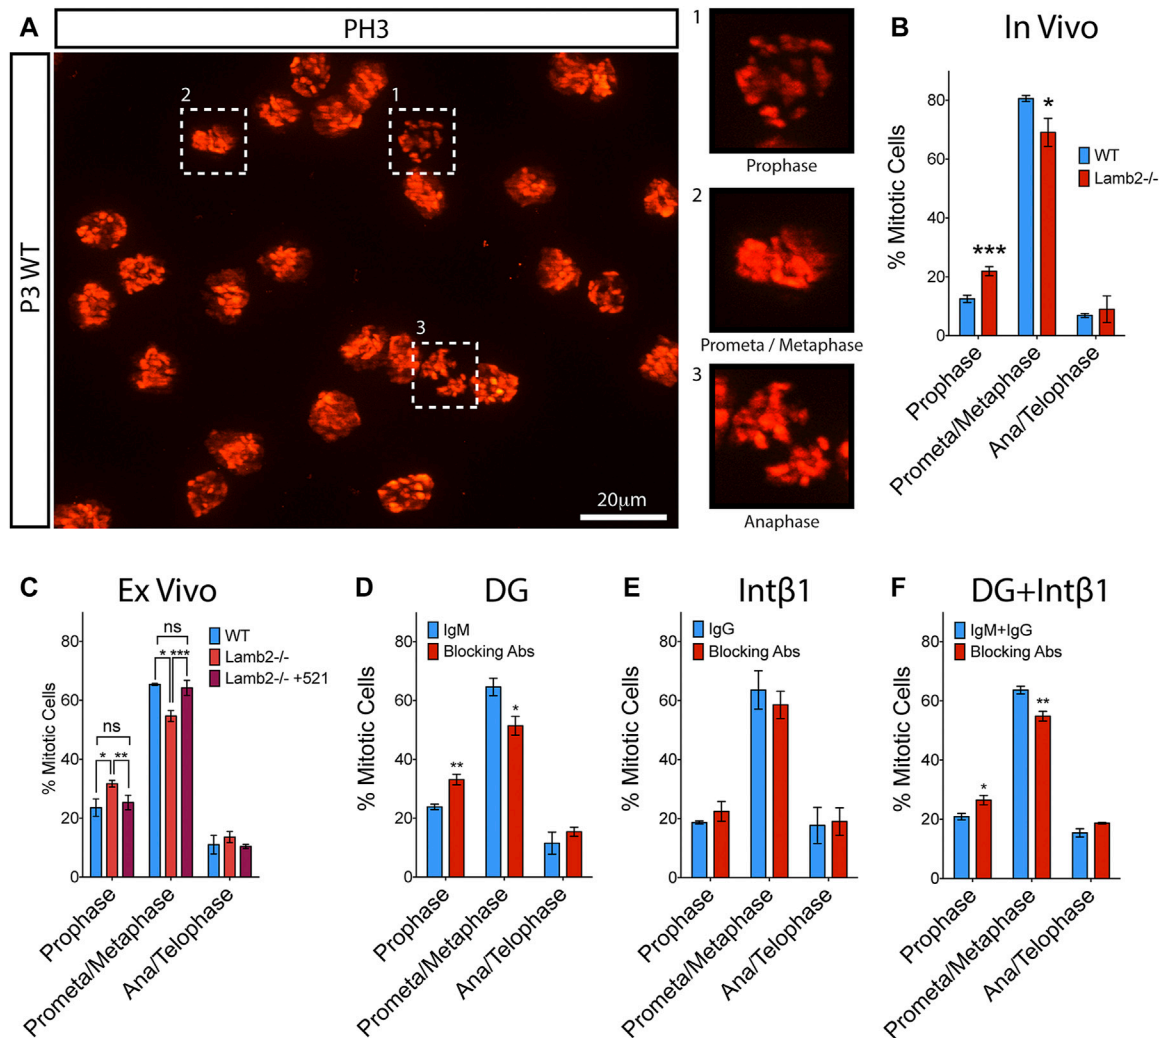 A
PH3
P3 WT
2
1
3
20μm
1
Prophase
2
Prometa / Metaphase
3
Anaphase
B
In Vivo
% Mitotic Cells
80
60
40
20
0
***
*
WT
Lamb2-/-
Prophase
Prometa/Metaphase
Ana/Telophase
C
Ex Vivo
% Mitotic Cells
80
60
40
20
0
ns
* ***
ns
* **
WT
Lamb2-/-
Lamb2-/- +521
Prophase
Prometa/Metaphase
Ana/Telophase
D
DG
% Mitotic Cells
80
60
40
20
0
IgM
Blocking Abs
**
*
Prophase
Prometa/Metaphase
Ana/Telophase
E
Intβ1
% Mitotic Cells
80
60
40
20
0
IgG
Blocking Abs
Prophase
Prometa/Metaphase
Ana/Telophase
F
DG+Intβ1
% Mitotic Cells
80
60
40
20
0
IgM+IgG
Blocking Abs
*
**
Prophase
Prometa/Metaphase
Ana/Telophase